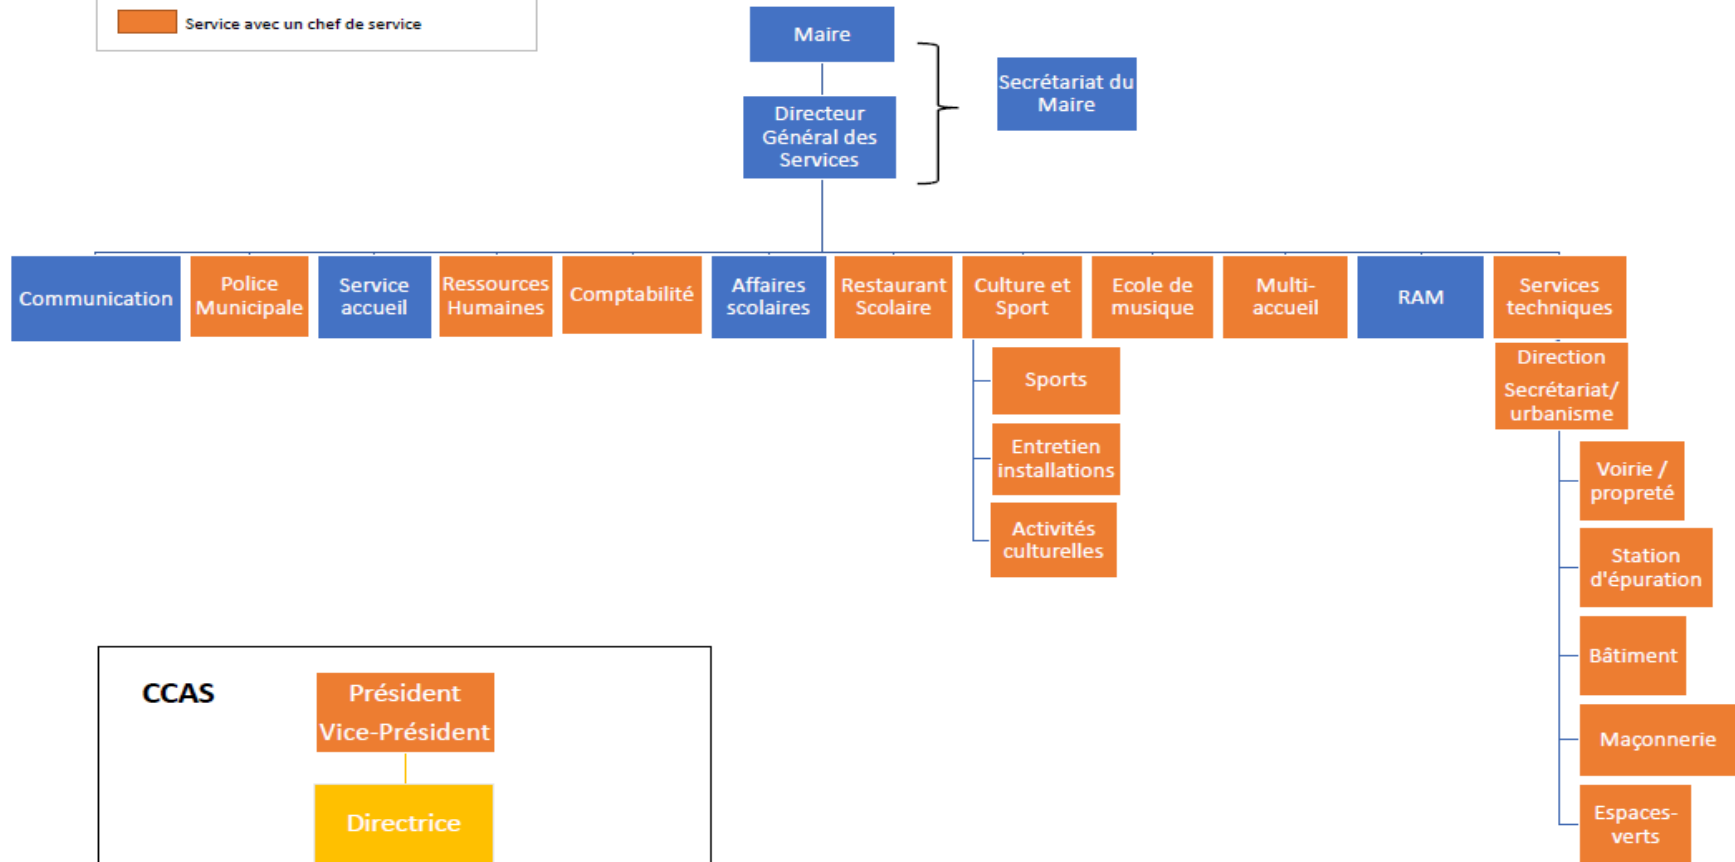 Service avec un chef de service
Maire
Directeur
Général des
Services
Secrétariat du
Maire
Communication
Police
Municipale
Service
accueil
Ressources
Humaines
Comptabilité
Affaires
scolaires
Restaurant
Scolaire
Culture et
Sport
Ecole de
musique
Multi-
accueil
RAM
Services
techniques
Sports
Entretien
installations
Activités
culturelles
Direction
Secrétariat/
urbanisme
Voirie /
propreté
Station
d'épuration
Bâtiment
Maçonnerie
Espaces-
verts
CCAS
Président
Vice-Président
Directrice